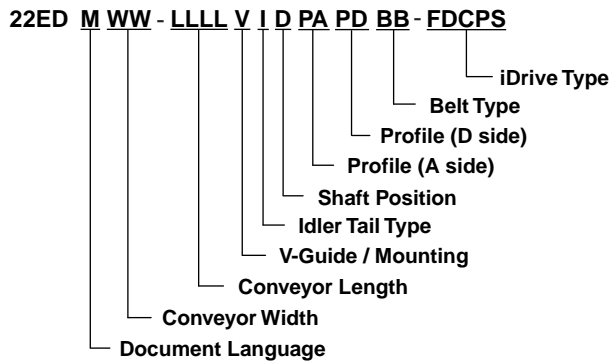 22ED M WW - LLLL V I D PA PD BB - FDCPS
iDrive Type
Belt Type
Profile (D side)
Profile (A side)
Shaft Position
Idler Tail Type
V-Guide / Mounting
Conveyor Length
Conveyor Width
Document Language